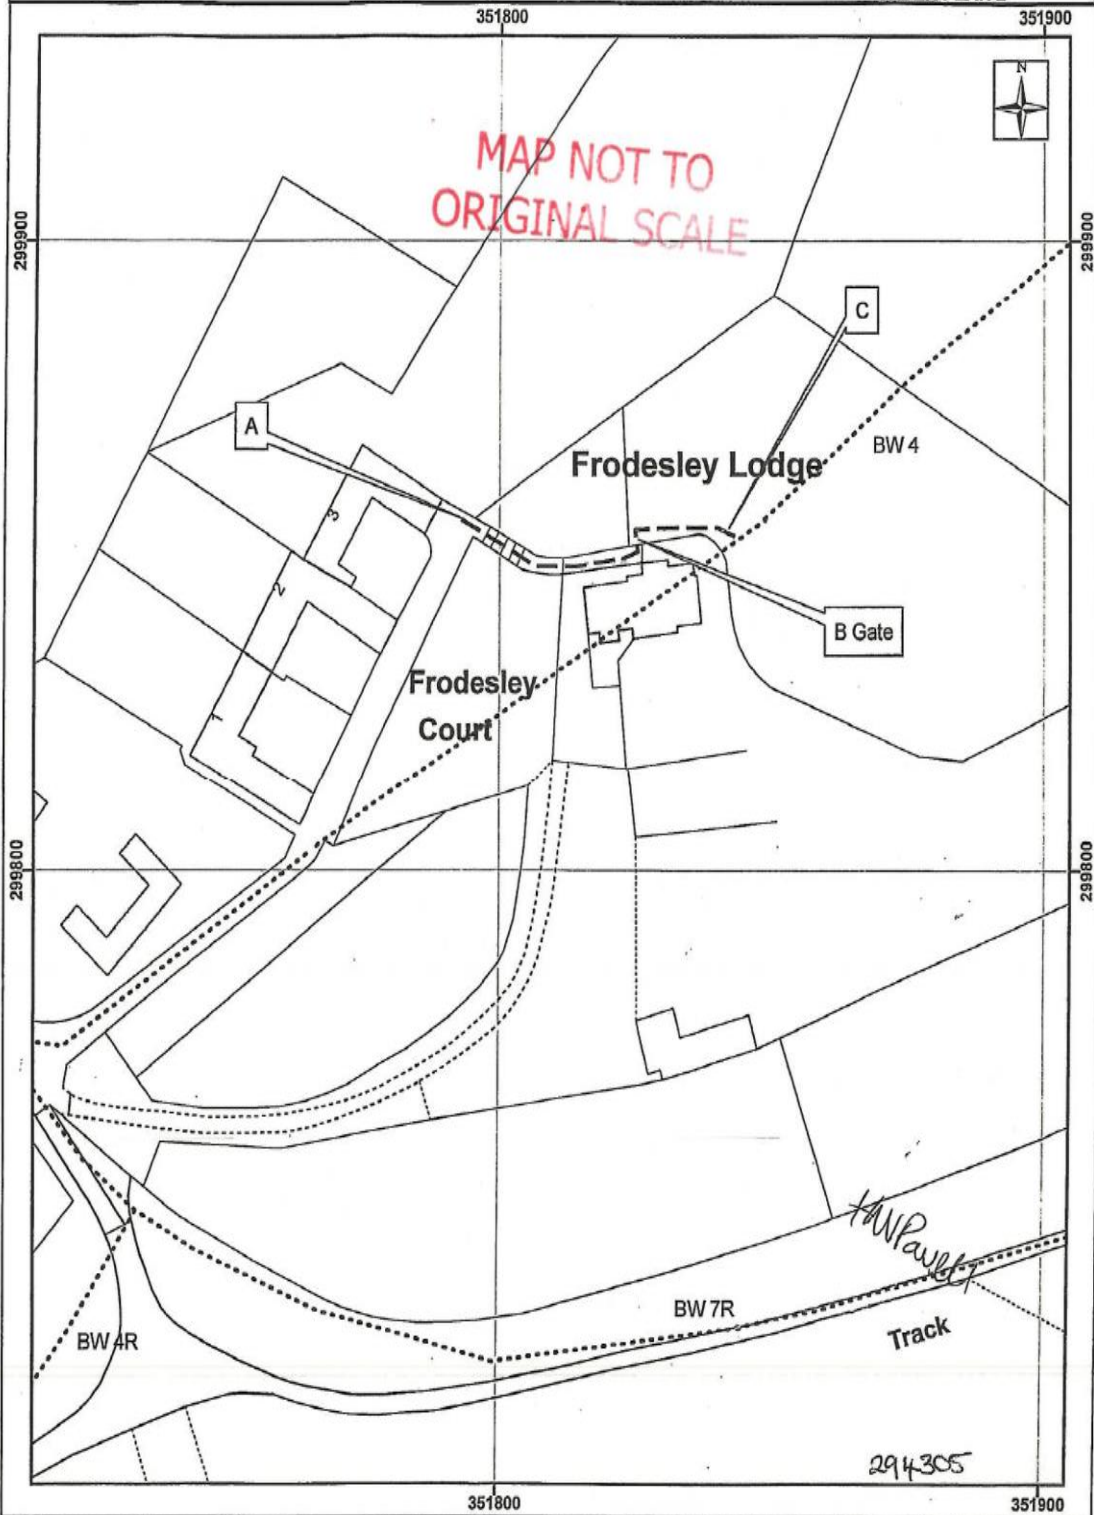 351800
351900
N
MAP NOT TO
ORIGINAL SCALE
299900
299900
C
A
BW 4
Frodesley Lodge
3
2
B Gate
Frodesley
Court
1
299800
299800
BW 7R
Track
BW 4R
294305
351800
351900